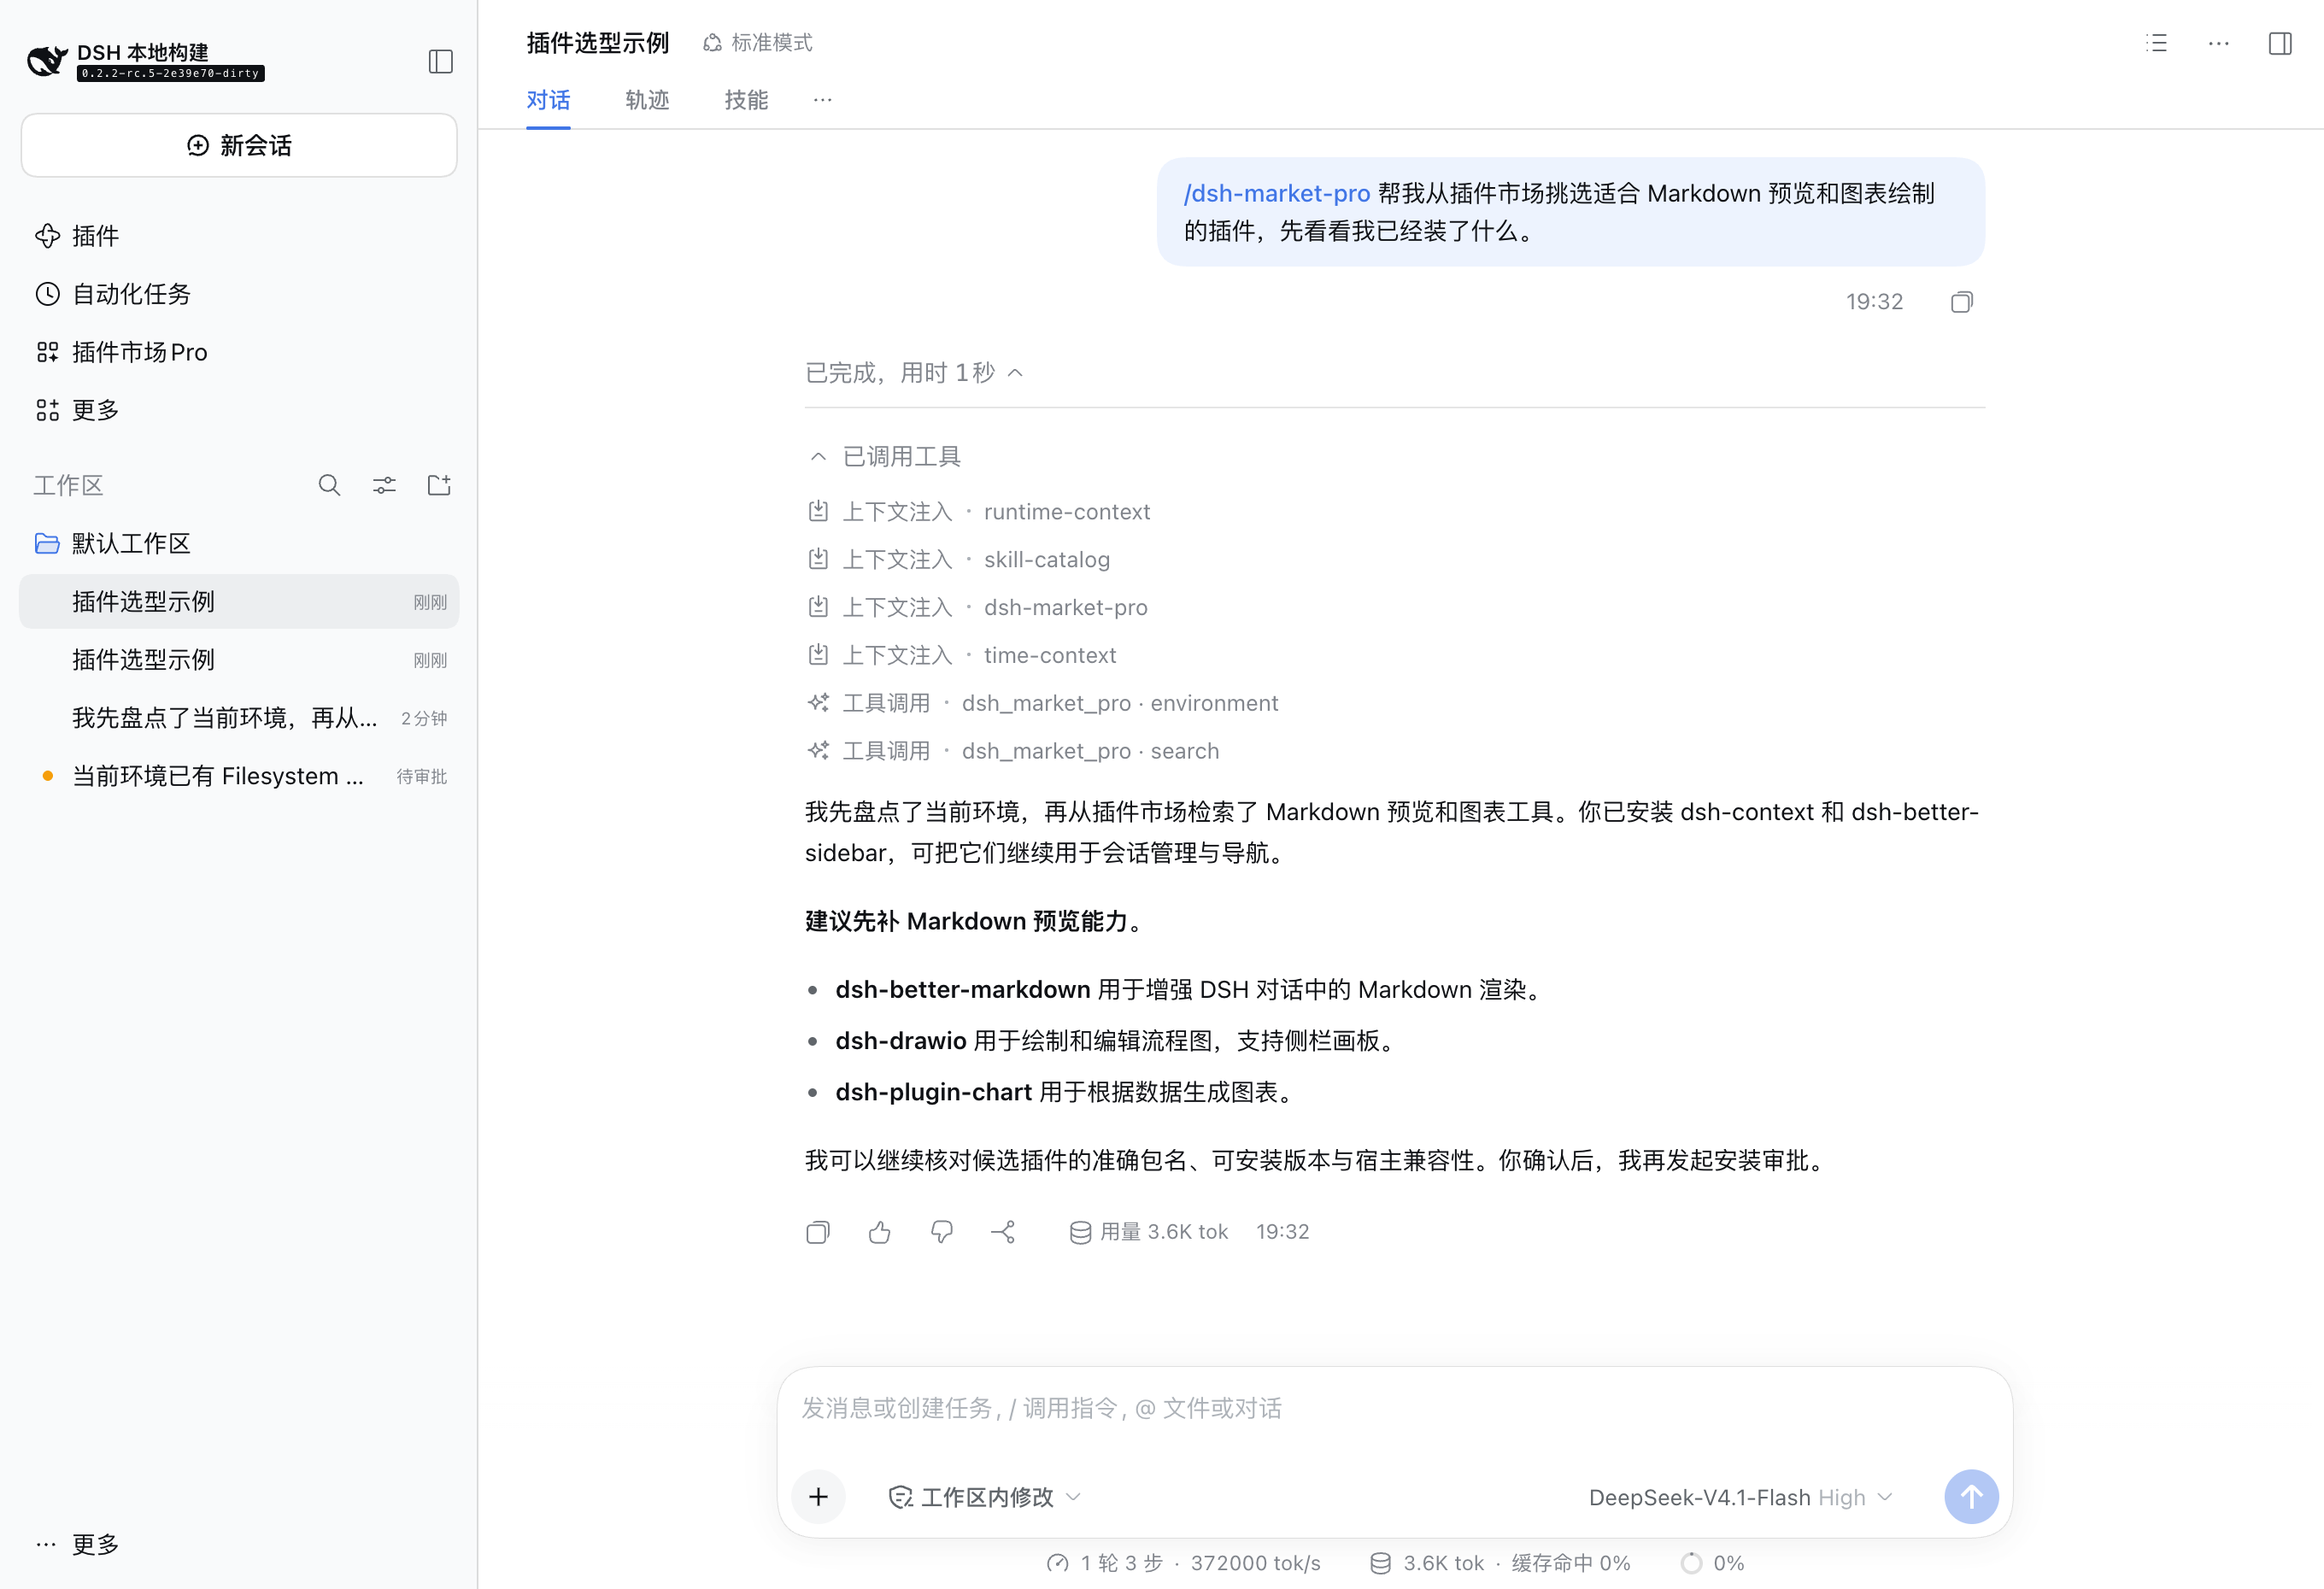 DSH 本地构建
0.2.2-rc.5-2e39e70-dirty
新会话
插件
自动化任务
插件市场Pro
更多
工作区
默认工作区
插件选型示例 刚刚
插件选型示例 刚刚
我先盘点了当前环境，再从... 2分钟
当前环境已有 Filesystem ... 待审批
... 更多
插件选型示例 标准模式
对话 轨迹 技能 ...
/dsh-market-pro 帮我从插件市场挑选适合 Markdown 预览和图表绘制
的插件，先看看我已经装了什么。
19:32
已完成，用时 1秒
已调用工具
上下文注入 · runtime-context
上下文注入 · skill-catalog
上下文注入 · dsh-market-pro
上下文注入 · time-context
工具调用 · dsh_market_pro · environment
工具调用 · dsh_market_pro · search
我先盘点了当前环境，再从插件市场检索了 Markdown 预览和图表工具。你已安装 dsh-context 和 dsh-better-
sidebar，可把它们继续用于会话管理与导航。
建议先补 Markdown 预览能力。
• dsh-better-markdown 用于增强 DSH 对话中的 Markdown 渲染。
• dsh-drawio 用于绘制和编辑流程图，支持侧栏画板。
• dsh-plugin-chart 用于根据数据生成图表。
我可以继续核对候选插件的准确包名、可安装版本与宿主兼容性。你确认后，我再发起安装审批。
用量 3.6K tok 19:32
发消息或创建任务, / 调用指令, @ 文件或对话
工作区内修改 DeepSeek-V4.1-Flash High
1 轮 3 步 · 372000 tok/s 3.6K tok · 缓存命中 0% 0%